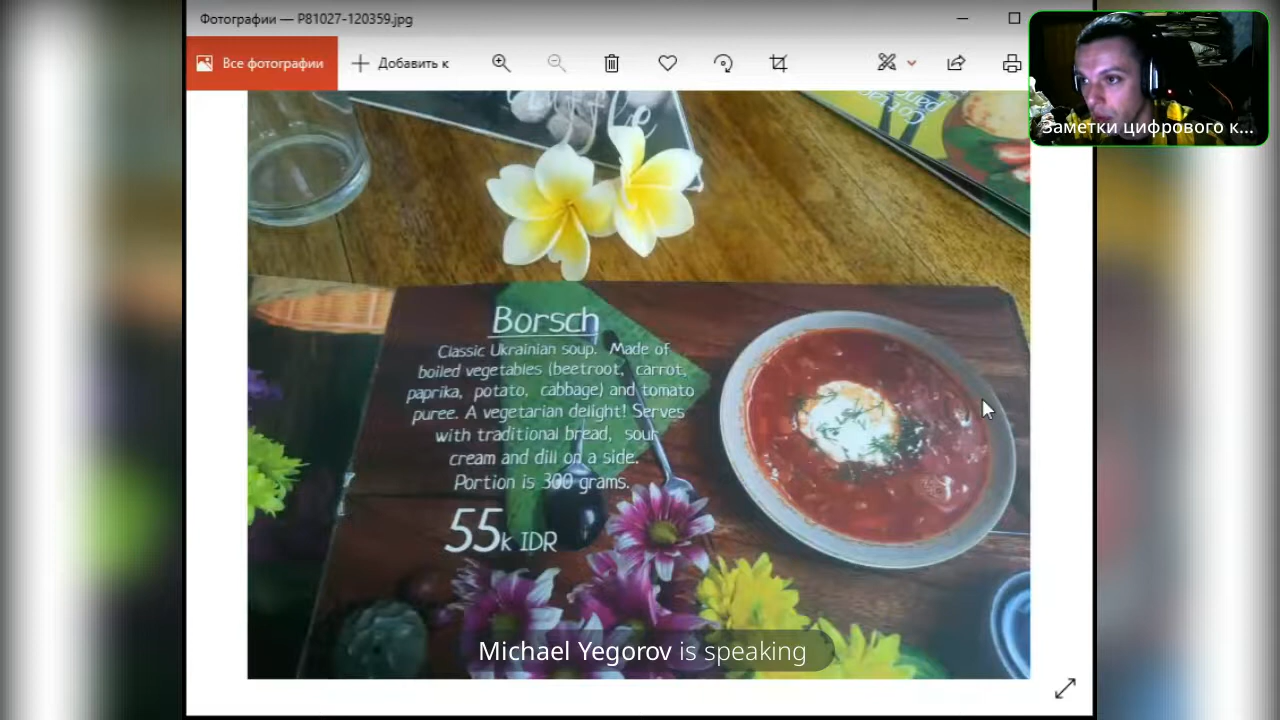 Фотографии — P81027-120359.jpg
Все фотографии
Добавить к
Заметки цифрового к...
Borsch
Classic Ukrainian soup. Made of
boiled vegetables (beetroot, carrot,
paprika, potato, cabbage) and tomato
puree. A vegetarian delight! Serves
with traditional bread, sour
cream and dill on a side.
Portion is 300 grams.
55k IDR
Michael Yegorov is speaking